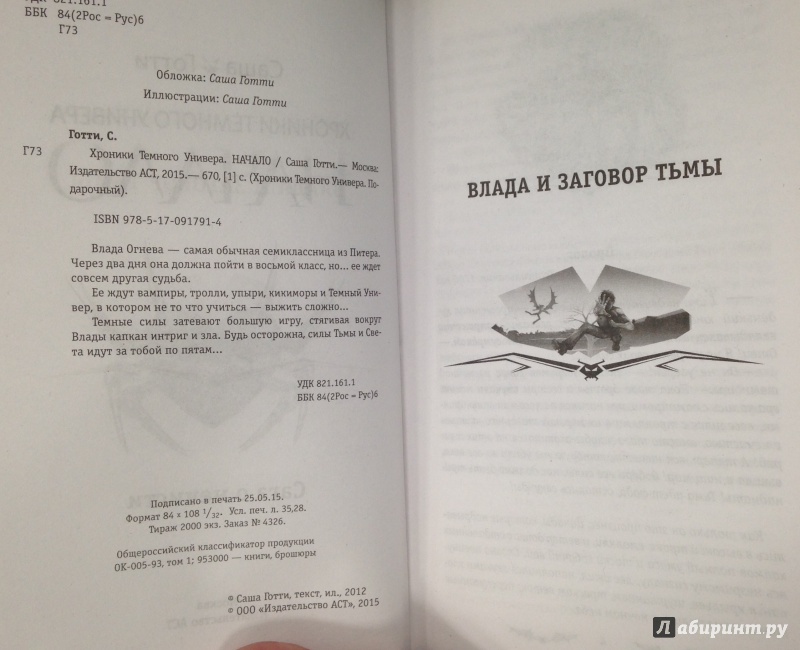 УДК 821.161.1
ББК 84(2Рос = Рус)6
Г73
Обложка: Саша Готти
Иллюстрации: Саша Готти
Готти, С.
Г73
Хроники Темного Универа. НАЧАЛО / Саша Готти.— Москва:
Издательство АСТ, 2015.— 670, [1] с. (Хроники Темного Универа. По-
дарочный).
ISBN 978-5-17-091791-4
Влада Огнева — самая обычная семиклассница из Питера.
Через два дня она должна пойти в восьмой класс, но... ее ждет
совсем другая судьба.
Ее ждут вампиры, тролли, упыри, кикиморы и Темный Уни-
вер, в котором не то что учиться — выжить сложно...
Темные силы затевают большую игру, стягивая вокруг
Влады капкан интриг и зла. Будь осторожна, силы Тьмы и Све-
та идут за тобой по пятам...
УДК 821.161.1
ББК 84(2Рос = Рус)6
Подписано в печать 25.05.15.
Формат 84 x 108 1/32. Усл. печ. л. 35,28.
Тираж 2000 экз. Заказ № 4326.
Общероссийский классификатор продукции
ОК-005-93, том 1; 953000 — книги, брошюры
© Саша Готти, текст, ил., 2012
© ООО «Издательство АСТ», 2015
ВЛАДА И ЗАГОВОР ТЬМЫ
Лабиринт.ру